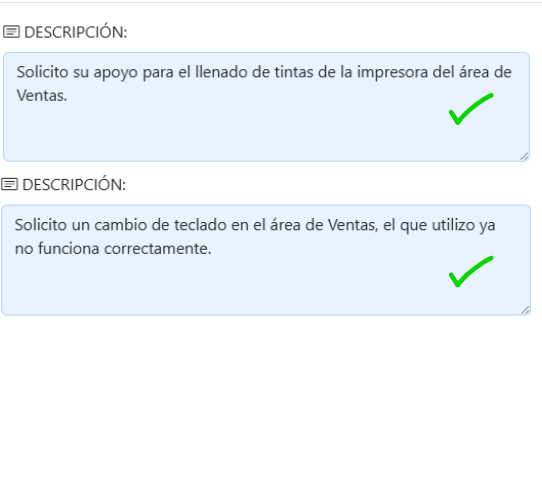 DESCRIPCIÓN:
Solicito su apoyo para el llenado de tintas de la impresora del área de
Ventas.
DESCRIPCIÓN:
Solicito un cambio de teclado en el área de Ventas, el que utilizo ya
no funciona correctamente.